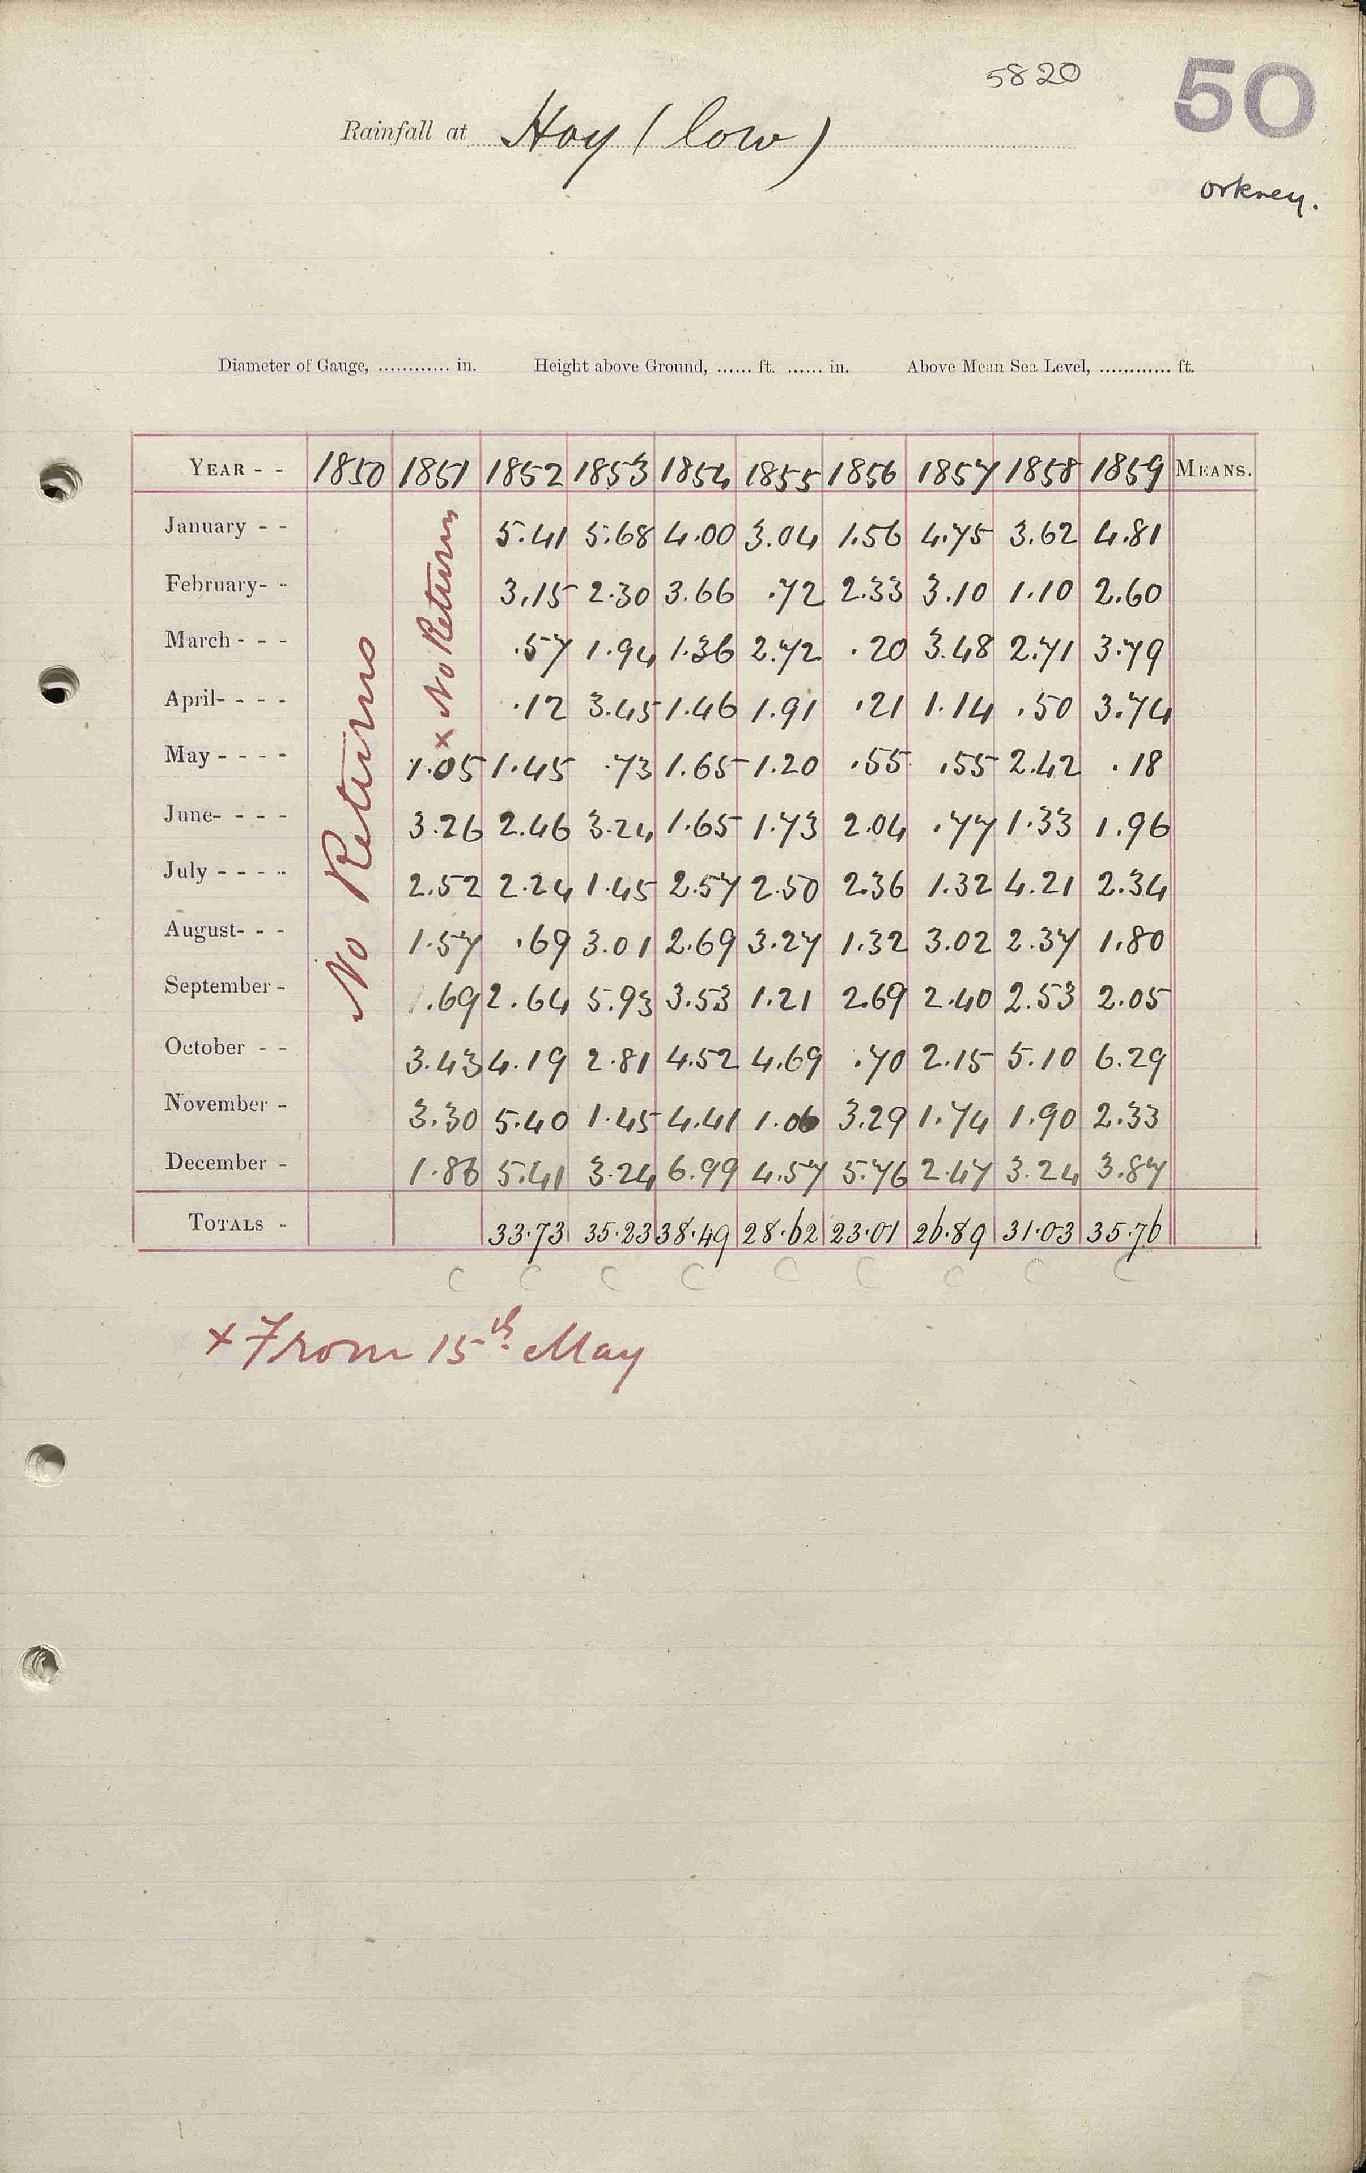 5820
50
Rainfall at Hoy (low)
Orkney.
Diameter of Gauge, ............ in. Height above Ground, ...... ft. ...... in. Above Mean Sea Level, ............ ft.
YEAR - - 1850 1851 1852 1853 1854 1855 1856 1857 1858 1859 MEANS.
No Returns
× No Return
January - - 5.41 5.68 4.00 3.04 1.56 4.75 3.62 4.81
February- - 3.15 2.30 3.66 .72 2.33 3.10 1.10 2.60
March - - - .57 1.94 1.36 2.72 .20 3.48 2.71 3.79
April- - - - .12 3.45 1.46 1.91 .21 1.14 .50 3.74
May - - - - 1.05 1.45 .73 1.65 1.20 .55 .55 2.42 .18
June- - - - 3.26 2.46 3.24 1.65 1.73 2.04 .77 1.33 1.96
July - - - - 2.52 2.24 1.45 2.57 2.50 2.36 1.32 4.21 2.34
August- - - 1.57 .69 3.01 2.69 3.27 1.32 3.02 2.37 1.80
September - 1.69 2.64 5.93 3.53 1.21 2.69 2.40 2.53 2.05
October - - 3.43 4.19 2.81 4.52 4.69 .70 2.15 5.10 6.29
November - 3.30 5.40 1.45 4.41 1.06 3.29 1.74 1.90 2.33
December - 1.86 5.41 3.24 6.99 4.57 5.76 2.47 3.24 3.87
TOTALS - 33.73 35.23 38.49 28.62 23.01 26.89 31.03 35.76
C C C C C C C C C
× From 15th May